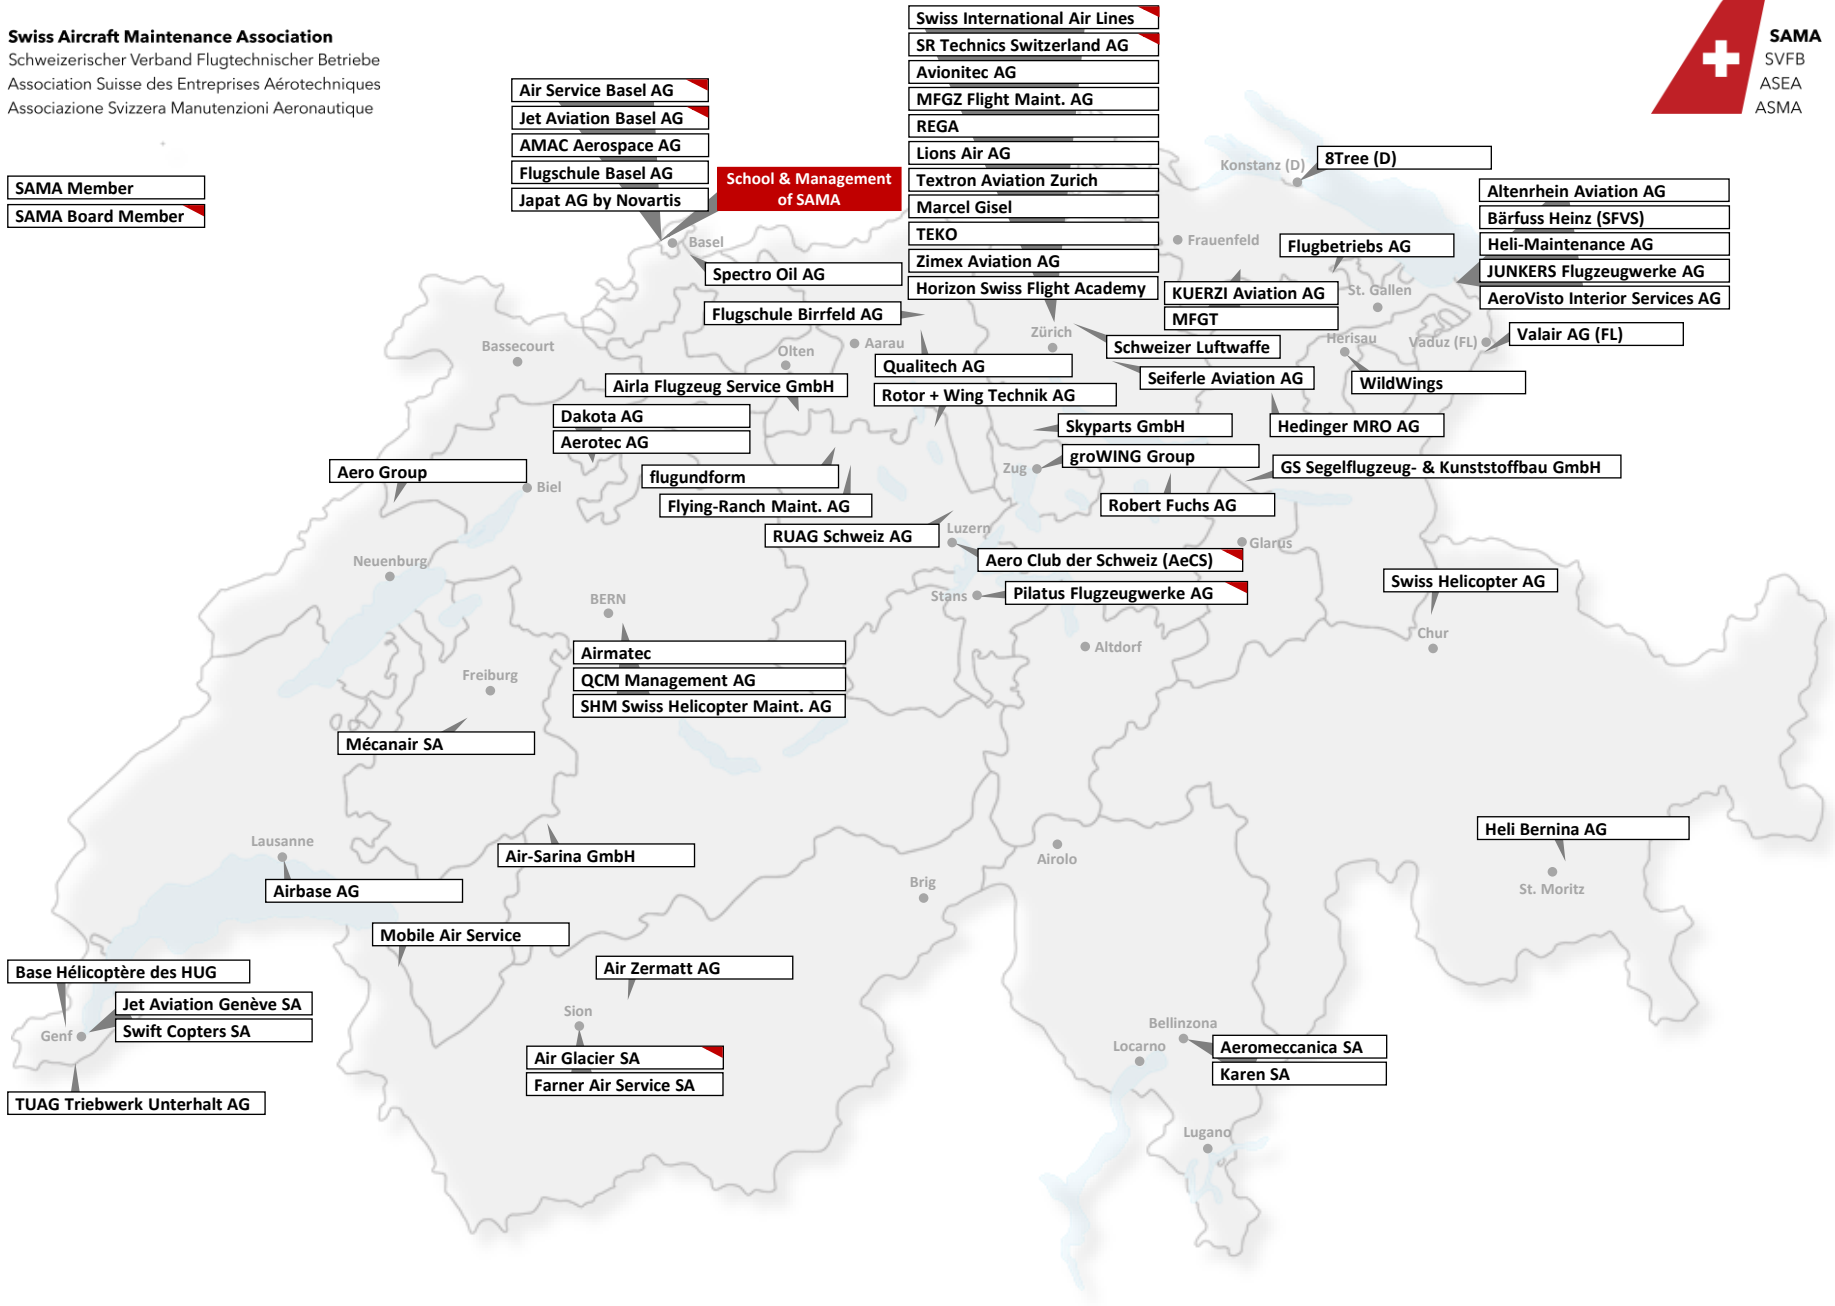 Swiss Aircraft Maintenance Association
Schweizerischer Verband Flugtechnischer Betriebe
Association Suisse des Entreprises Aérotechniques
Associazione Svizzera Manutenzioni Aeronautique
SAMA
SVFB
ASEA
ASMA
SAMA Member
SAMA Board Member
Air Service Basel AG
Jet Aviation Basel AG
AMAC Aerospace AG
Flugschule Basel AG
Japat AG by Novartis
School & Management
of SAMA
Swiss International Air Lines
SR Technics Switzerland AG
Avionitec AG
MFGZ Flight Maint. AG
REGA
Lions Air AG
Textron Aviation Zurich
Marcel Gisel
TEKO
Zimex Aviation AG
Horizon Swiss Flight Academy
Konstanz (D)
8Tree (D)
Altenrhein Aviation AG
Bärfuss Heinz (SFVS)
Heli-Maintenance AG
JUNKERS Flugzeugwerke AG
AeroVisto Interior Services AG
Basel
Frauenfeld
Flugbetriebs AG
Spectro Oil AG
KUERZI Aviation AG
MFGT
St. Gallen
Flugschule Birrfeld AG
Zürich
Schweizer Luftwaffe
Herisau
Vaduz (FL)
Valair AG (FL)
Bassecourt
Olten
Aarau
Qualitech AG
Seiferle Aviation AG
WildWings
Airla Flugzeug Service GmbH
Rotor + Wing Technik AG
Dakota AG
Aerotec AG
Skyparts GmbH
Hedinger MRO AG
Aero Group
Biel
flugundform
Flying-Ranch Maint. AG
Zug
groWING Group
GS Segelflugzeug- & Kunststoffbau GmbH
Robert Fuchs AG
RUAG Schweiz AG
Luzern
Glarus
Aero Club der Schweiz (AeCS)
Neuenburg
BERN
Stans
Pilatus Flugzeugwerke AG
Swiss Helicopter AG
Chur
Altdorf
Airmatec
QCM Management AG
SHM Swiss Helicopter Maint. AG
Freiburg
Mécanair SA
Lausanne
Airbase AG
Air-Sarina GmbH
Airolo
Brig
Heli Bernina AG
St. Moritz
Mobile Air Service
Base Hélicoptère des HUG
Jet Aviation Genève SA
Swift Copters SA
Genf
TUAG Triebwerk Unterhalt AG
Air Zermatt AG
Sion
Air Glacier SA
Farner Air Service SA
Bellinzona
Locarno
Aeromeccanica SA
Karen SA
Lugano